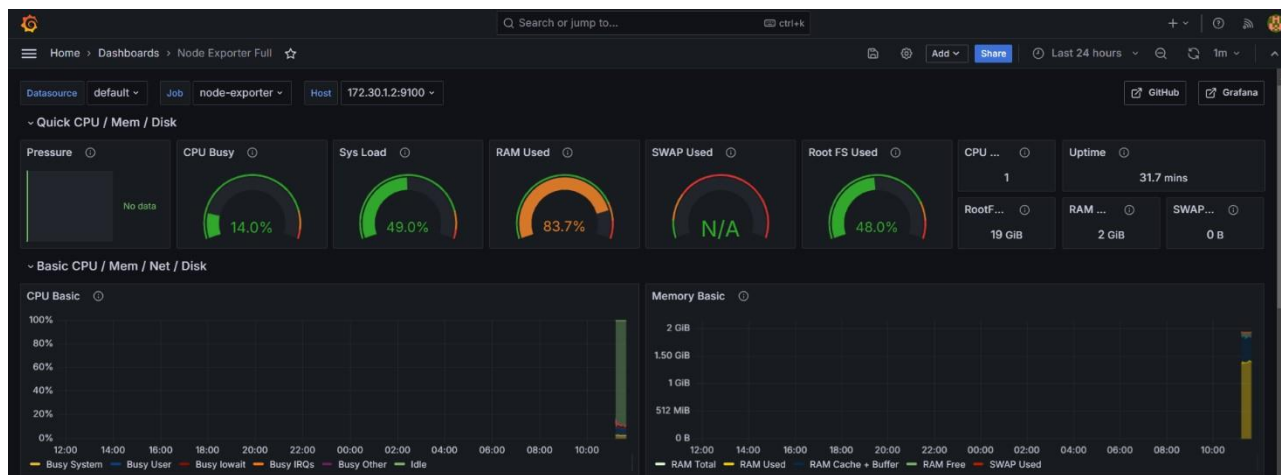 Search or jump to... ctrl+k
Home › Dashboards › Node Exporter Full
Add Share Last 24 hours 1m
Datasource default Job node-exporter Host 172.30.1.2:9100 GitHub Grafana
Quick CPU / Mem / Disk
Pressure CPU Busy Sys Load RAM Used SWAP Used Root FS Used CPU ... Uptime
1 31.7 mins
No data 14.0% 49.0% 83.7% N/A 48.0%
RootF... RAM ... SWAP...
19 GiB 2 GiB 0 B
Basic CPU / Mem / Net / Disk
CPU Basic
100%
80%
60%
40%
20%
0%
12:00 14:00 16:00 18:00 20:00 22:00 00:00 02:00 04:00 06:00 08:00 10:00
Busy System Busy User Busy Iowait Busy IRQs Busy Other Idle
Memory Basic
2 GiB
1.50 GiB
1 GiB
512 MiB
0 B
12:00 14:00 16:00 18:00 20:00 22:00 00:00 02:00 04:00 06:00 08:00 10:00
RAM Total RAM Used RAM Cache + Buffer RAM Free SWAP Used